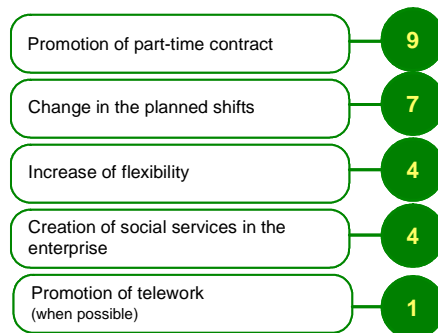 Promotion of part-time contract
9
Change in the planned shifts
7
Increase of flexibility
4
Creation of social services in the
enterprise
4
Promotion of telework
(when possible)
1